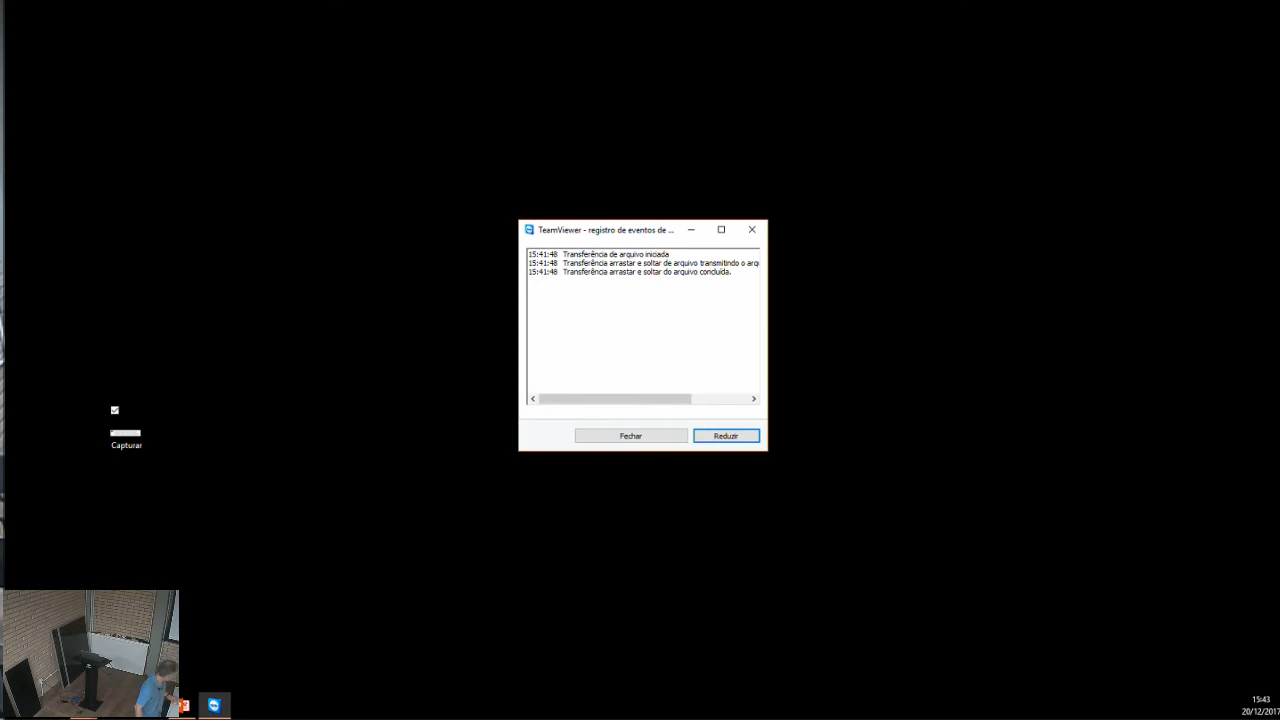 TeamViewer - registro de eventos de ...
15:41:48 Transferência de arquivo iniciada
15:41:48 Transferência arrastar e soltar de arquivo transmitindo o arq
15:41:48 Transferência arrastar e soltar do arquivo concluída.
Fechar Reduzir
Capturar
15:43
20/12/2017